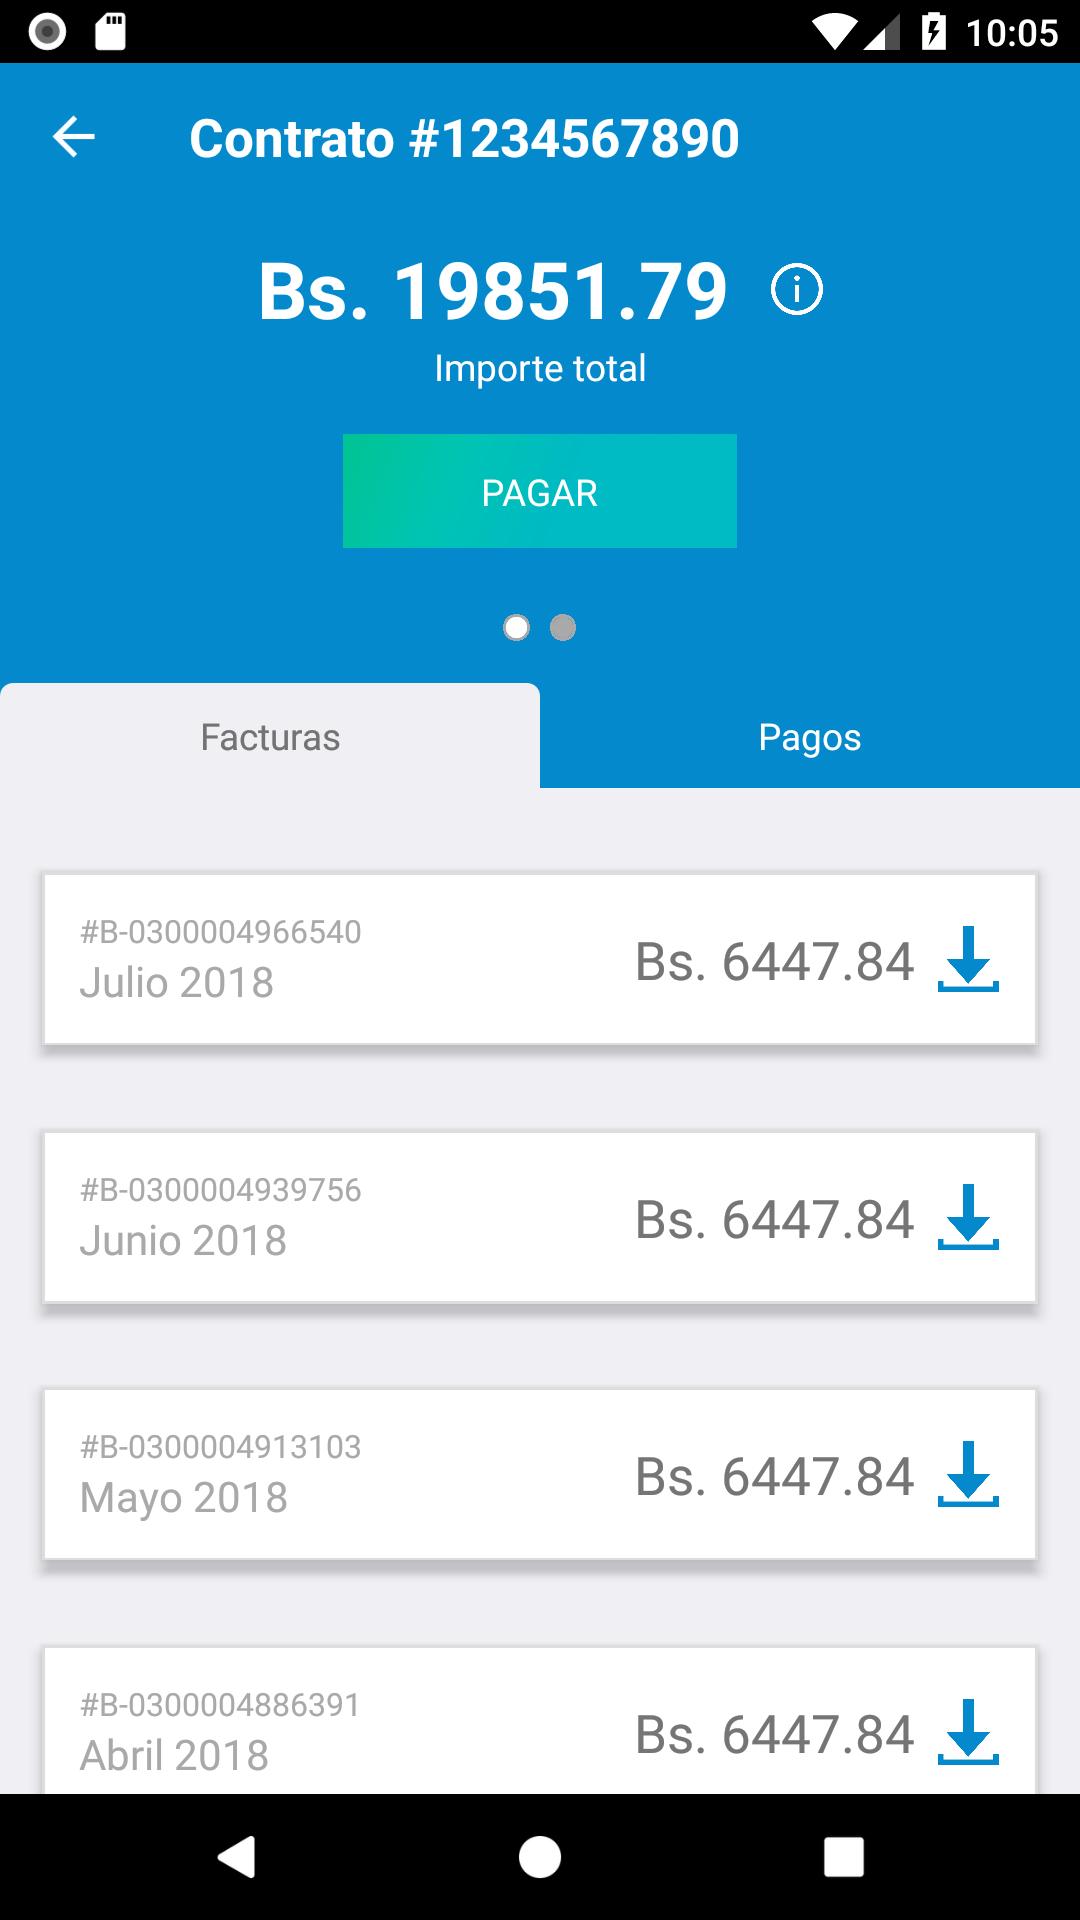 10:05
Contrato #1234567890
Bs. 19851.79
Importe total
PAGAR
Facturas
Pagos
#B-0300004966540
Julio 2018
Bs. 6447.84
#B-0300004939756
Junio 2018
Bs. 6447.84
#B-0300004913103
Mayo 2018
Bs. 6447.84
#B-0300004886391
Abril 2018
Bs. 6447.84